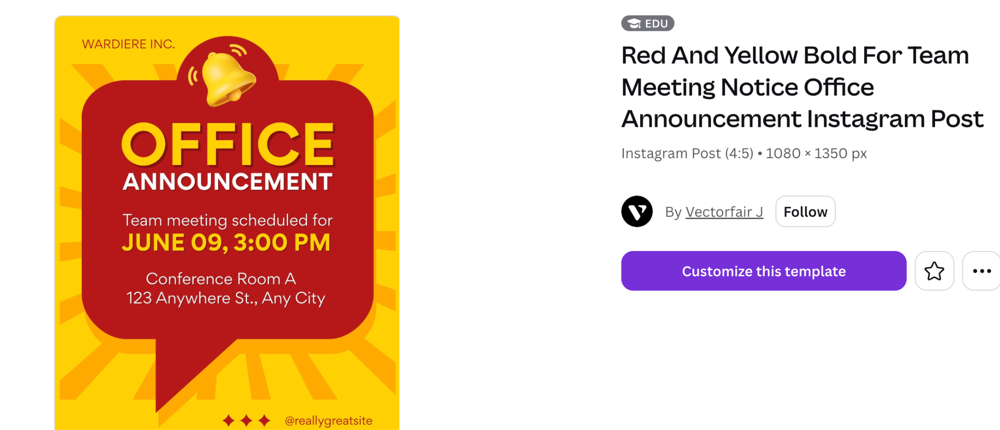 WARDIERE INC.
OFFICE
ANNOUNCEMENT
Team meeting scheduled for
JUNE 09, 3:00 PM
Conference Room A
123 Anywhere St., Any City
@reallygreatsite
EDU
Red And Yellow Bold For Team
Meeting Notice Office
Announcement Instagram Post
Instagram Post (4:5) • 1080 × 1350 px
By Vectorfair J
Follow
Customize this template